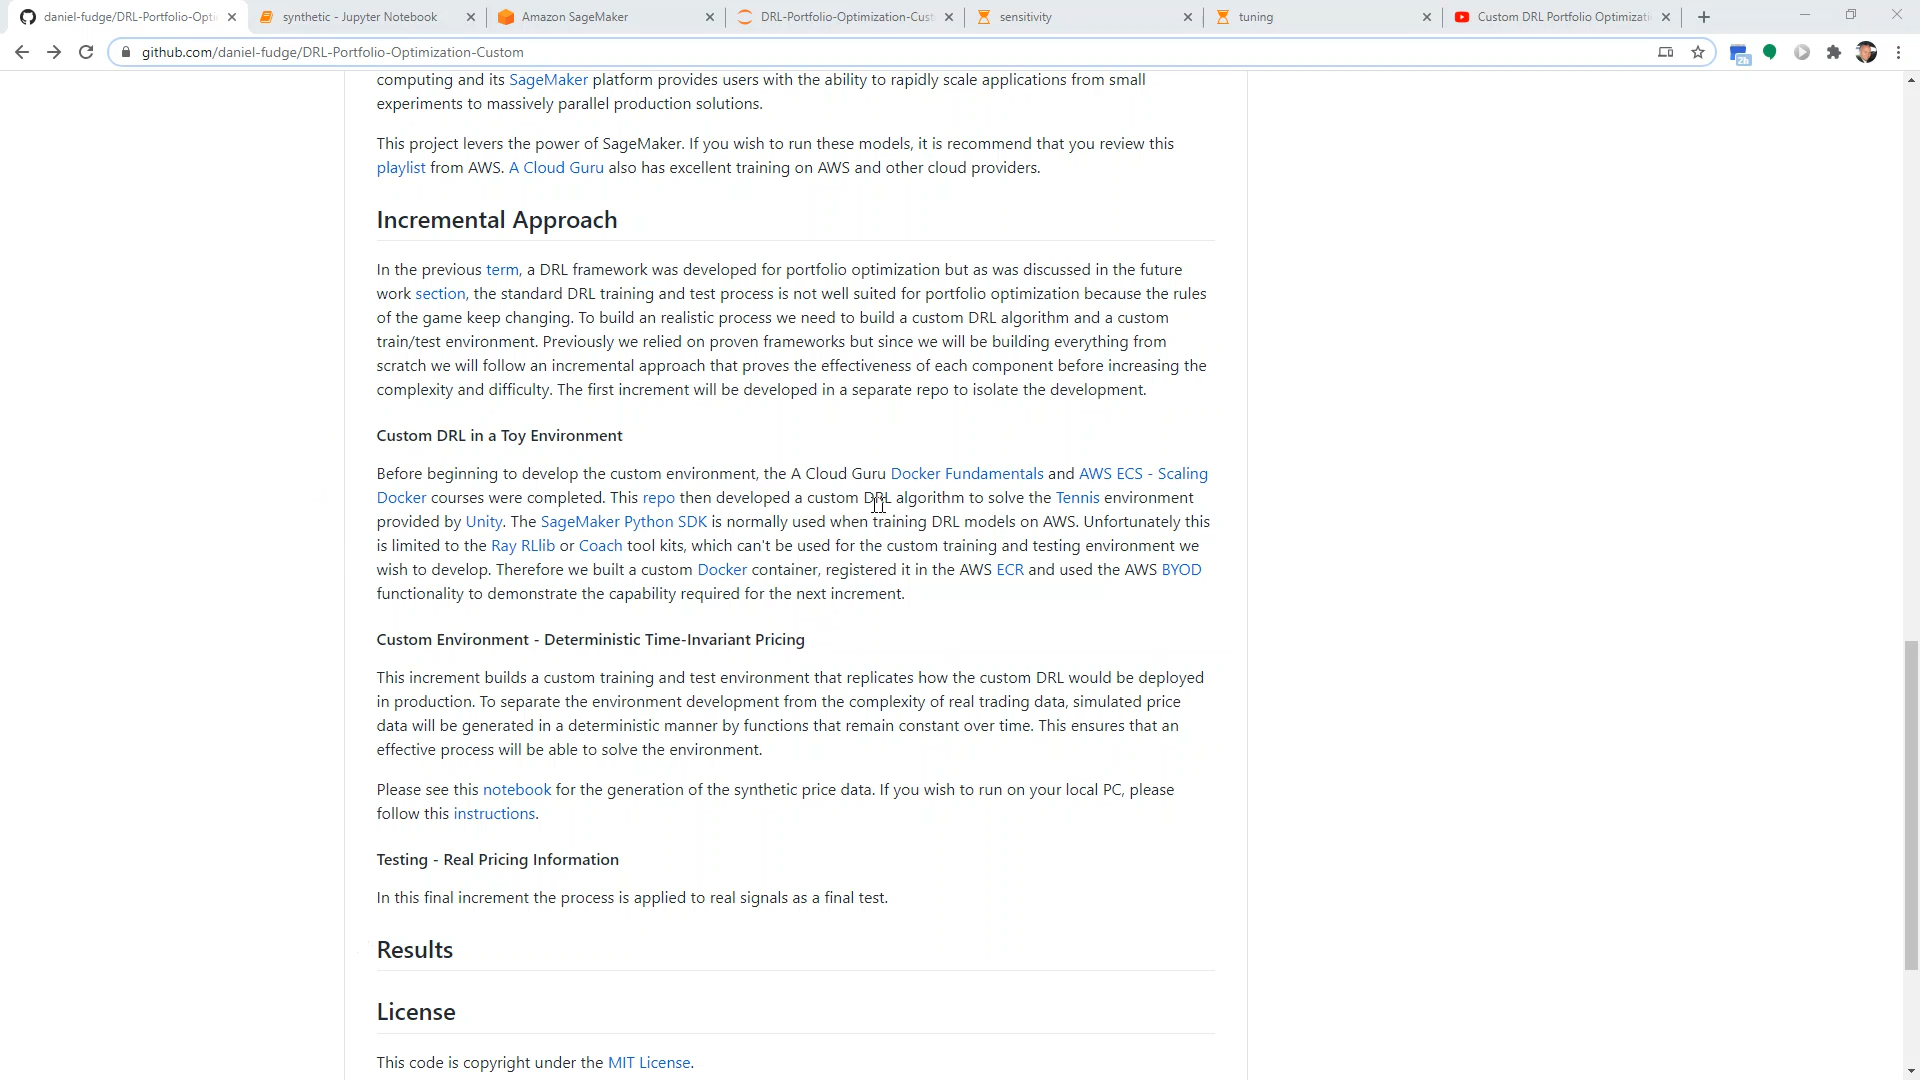 daniel-fudge/DRL-Portfolio-Opti
synthetic - Jupyter Notebook
Amazon SageMaker
DRL-Portfolio-Optimization-Cust
sensitivity
tuning
Custom DRL Portfolio Optimizati
github.com/daniel-fudge/DRL-Portfolio-Optimization-Custom
2h
computing and its SageMaker platform provides users with the ability to rapidly scale applications from small
experiments to massively parallel production solutions.
This project levers the power of SageMaker. If you wish to run these models, it is recommend that you review this
playlist from AWS. A Cloud Guru also has excellent training on AWS and other cloud providers.
Incremental Approach
In the previous term, a DRL framework was developed for portfolio optimization but as was discussed in the future
work section, the standard DRL training and test process is not well suited for portfolio optimization because the rules
of the game keep changing. To build an realistic process we need to build a custom DRL algorithm and a custom
train/test environment. Previously we relied on proven frameworks but since we will be building everything from
scratch we will follow an incremental approach that proves the effectiveness of each component before increasing the
complexity and difficulty. The first increment will be developed in a separate repo to isolate the development.
Custom DRL in a Toy Environment
Before beginning to develop the custom environment, the A Cloud Guru Docker Fundamentals and AWS ECS - Scaling
Docker courses were completed. This repo then developed a custom DRL algorithm to solve the Tennis environment
provided by Unity. The SageMaker Python SDK is normally used when training DRL models on AWS. Unfortunately this
is limited to the Ray RLlib or Coach tool kits, which can't be used for the custom training and testing environment we
wish to develop. Therefore we built a custom Docker container, registered it in the AWS ECR and used the AWS BYOD
functionality to demonstrate the capability required for the next increment.
Custom Environment - Deterministic Time-Invariant Pricing
This increment builds a custom training and test environment that replicates how the custom DRL would be deployed
in production. To separate the environment development from the complexity of real trading data, simulated price
data will be generated in a deterministic manner by functions that remain constant over time. This ensures that an
effective process will be able to solve the environment.
Please see this notebook for the generation of the synthetic price data. If you wish to run on your local PC, please
follow this instructions.
Testing - Real Pricing Information
In this final increment the process is applied to real signals as a final test.
Results
License
This code is copyright under the MIT License.